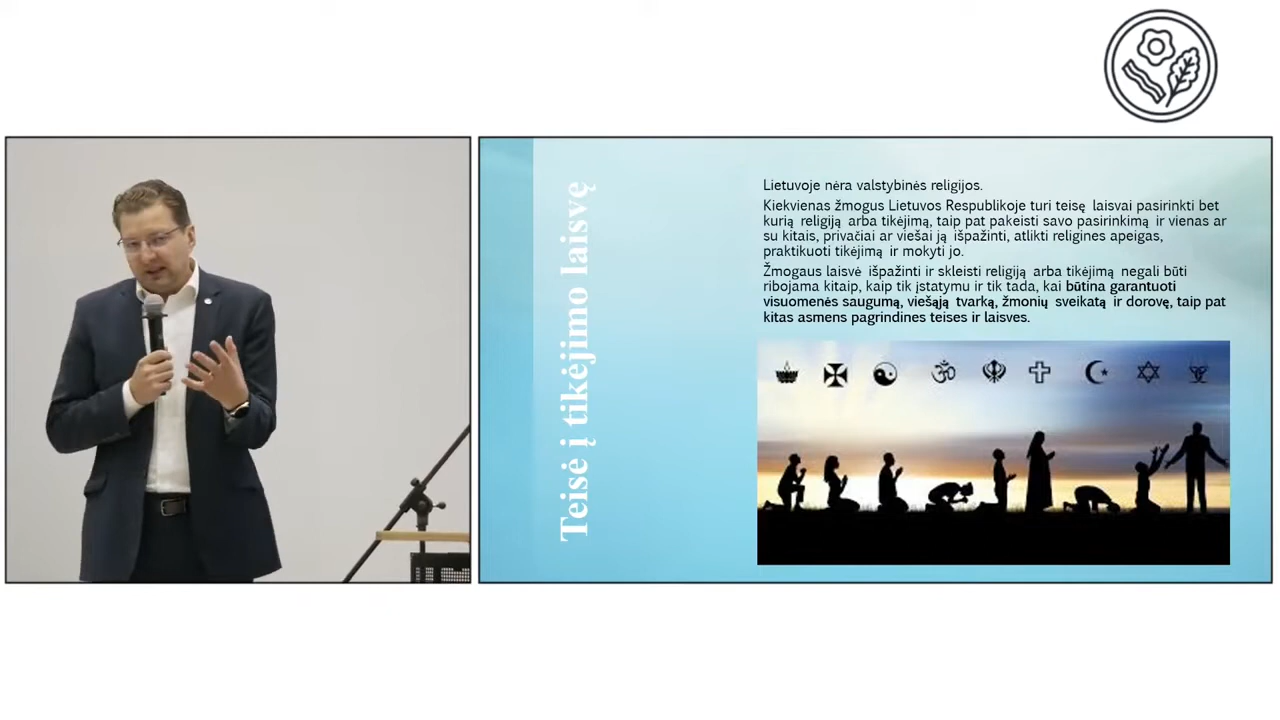 Teisė į tikėjimo laisvę
Lietuvoje nėra valstybinės religijos.
Kiekvienas žmogus Lietuvos Respublikoje turi teisę laisvai pasirinkti bet
kurią religiją arba tikėjimą, taip pat pakeisti savo pasirinkimą ir vienas ar
su kitais, privačiai ar viešai ją išpažinti, atlikti religines apeigas,
praktikuoti tikėjimą ir mokyti jo.
Žmogaus laisvė išpažinti ir skleisti religiją arba tikėjimą negali būti
ribojama kitaip, kaip tik įstatymu ir tik tada, kai būtina garantuoti
visuomenės saugumą, viešąją tvarką, žmonių sveikatą ir dorovę, taip pat
kitas asmens pagrindines teises ir laisves.